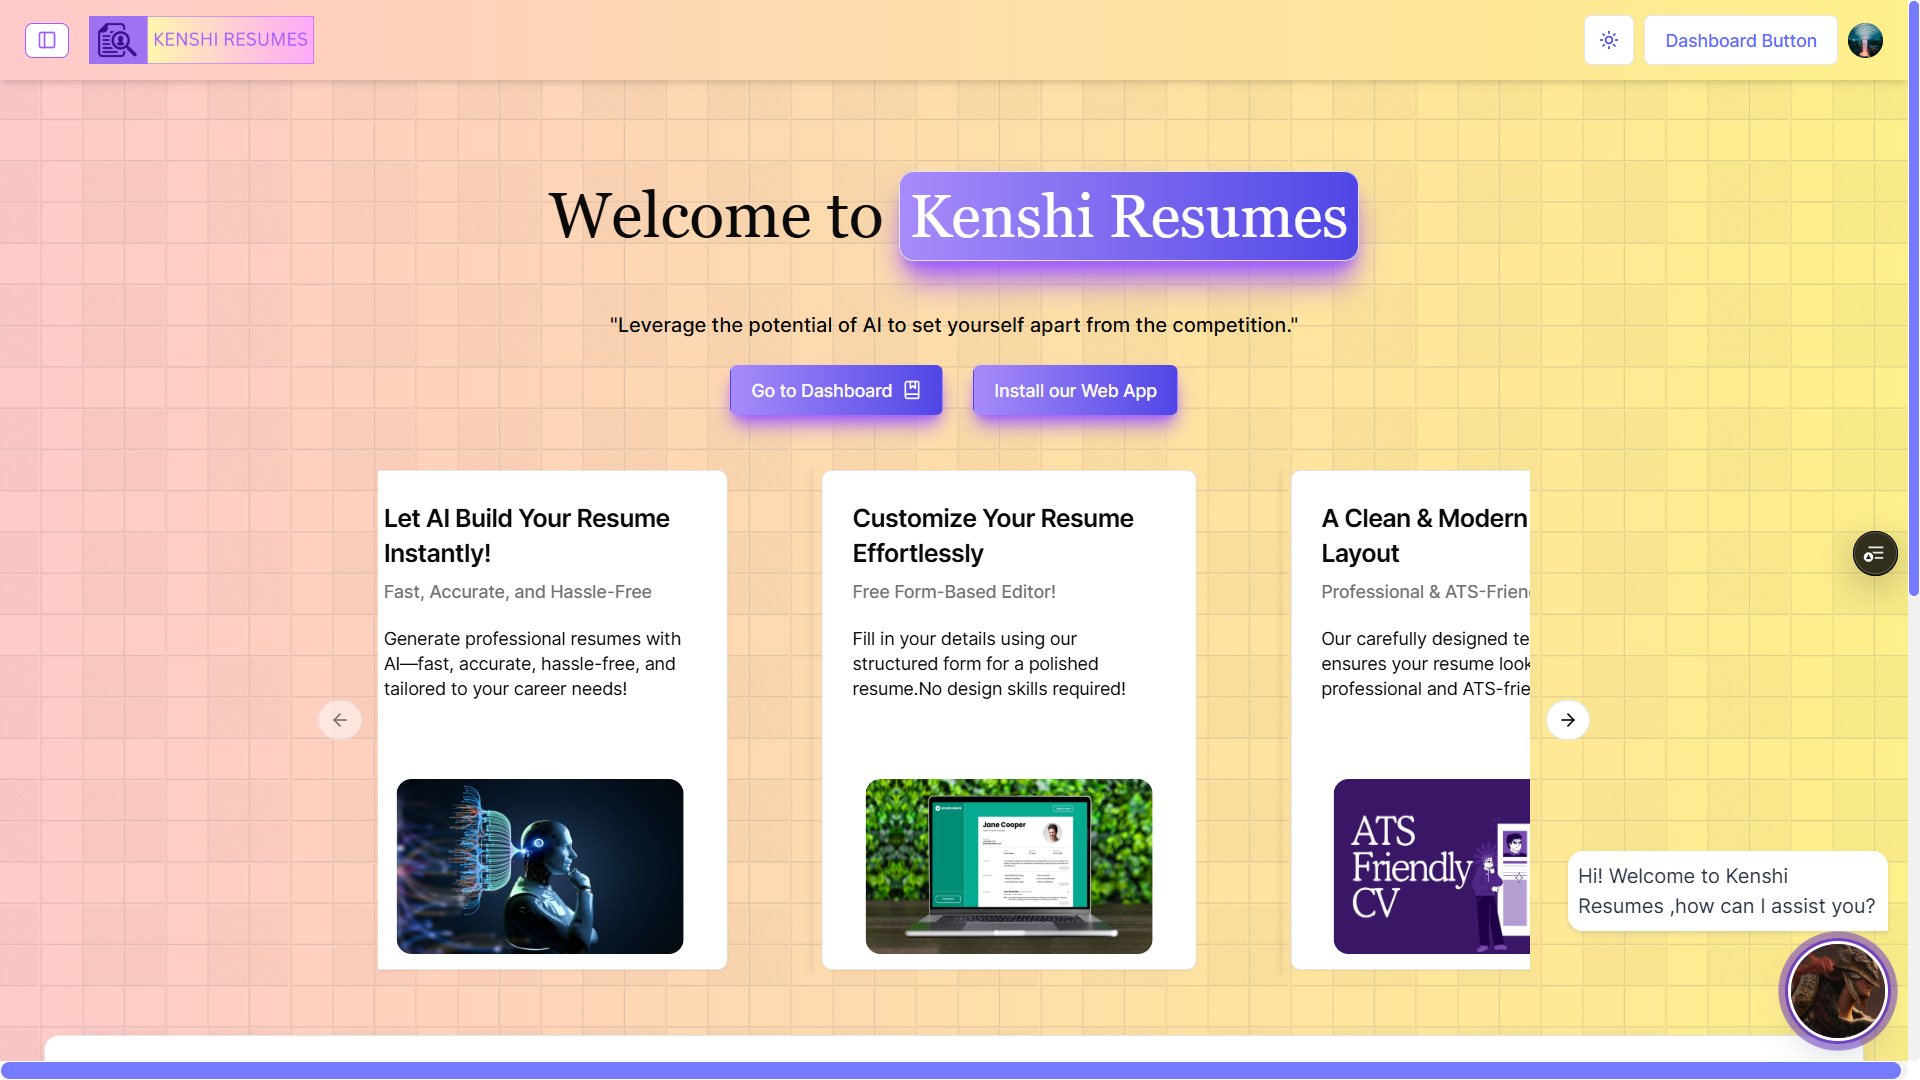 KENSHI RESUMES
Dashboard Button
Welcome to Kenshi Resumes
"Leverage the potential of AI to set yourself apart from the competition."
Go to Dashboard
Install our Web App
Let AI Build Your Resume
Instantly!
Fast, Accurate, and Hassle-Free
Generate professional resumes with
AI—fast, accurate, hassle-free, and
tailored to your career needs!
Customize Your Resume
Effortlessly
Free Form-Based Editor!
Fill in your details using our
structured form for a polished
resume.No design skills required!
Jane Cooper
A Clean & Modern
Layout
Professional & ATS-Frien
Our carefully designed te
ensures your resume look
professional and ATS-frie
ATS
Friendly
CV
Hi! Welcome to Kenshi
Resumes ,how can I assist you?